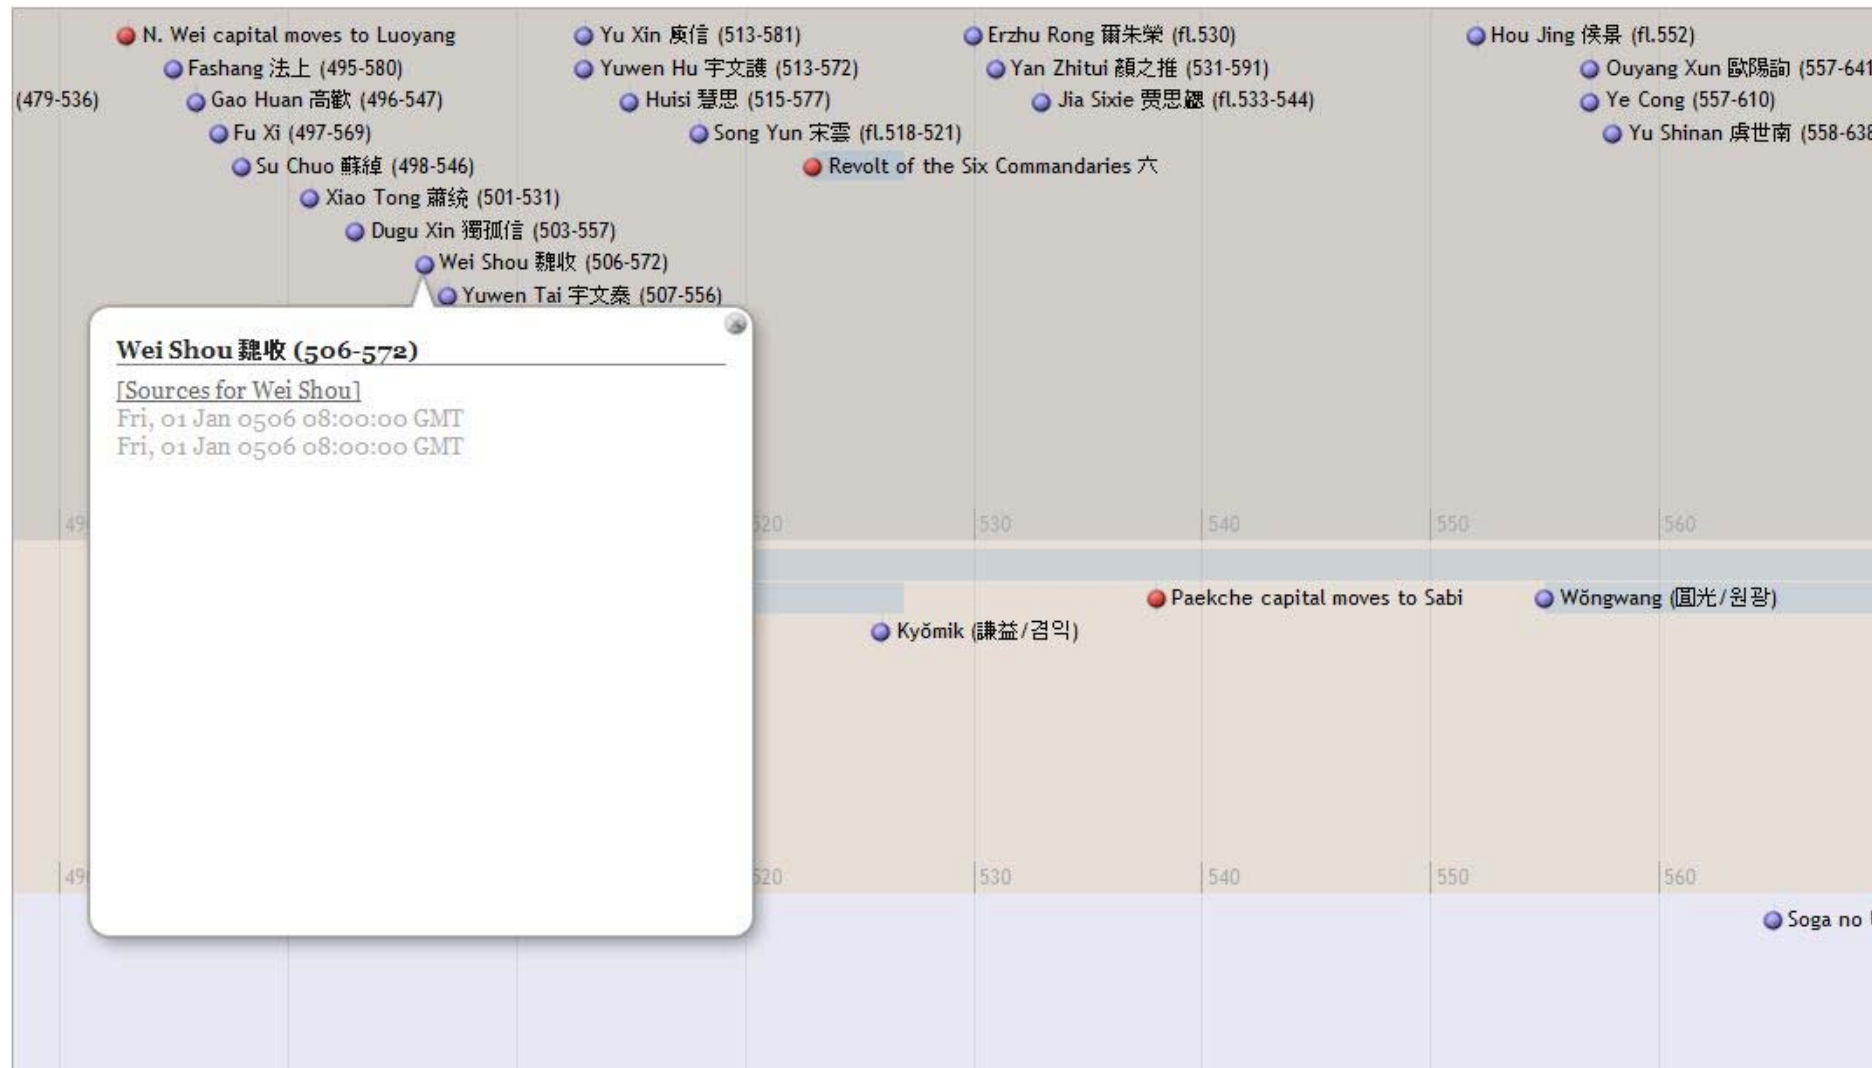 N. Wei capital moves to Luoyang
Yu Xin 庾信 (513-581)
Erzhu Rong 爾朱榮 (fl.530)
Hou Jing 侯景 (fl.552)
Fashang 法上 (495-580)
Yuwen Hu 宇文護 (513-572)
Yan Zhitui 顏之推 (531-591)
Ouyang Xun 歐陽詢 (557-641
(479-536)
Gao Huan 高歡 (496-547)
Huisi 慧思 (515-577)
Jia Sixie 贾思勰 (fl.533-544)
Ye Cong (557-610)
Fu Xi (497-569)
Song Yun 宋雲 (fl.518-521)
Yu Shinan 虞世南 (558-638
Su Chuo 蘇綽 (498-546)
Revolt of the Six Commandaries 六
Xiao Tong 蕭统 (501-531)
Dugu Xin 獨孤信 (503-557)
Wei Shou 魏收 (506-572)
Yuwen Tai 宇文泰 (507-556)
Wei Shou 魏收 (506-572)
[Sources for Wei Shou]
Fri, 01 Jan 0506 08:00:00 GMT
Fri, 01 Jan 0506 08:00:00 GMT
49
520
530
540
550
560
Paekche capital moves to Sabi
Wŏngwang (圓光/원광)
Kyŏmik (謙益/겸익)
49
520
530
540
550
560
Soga no